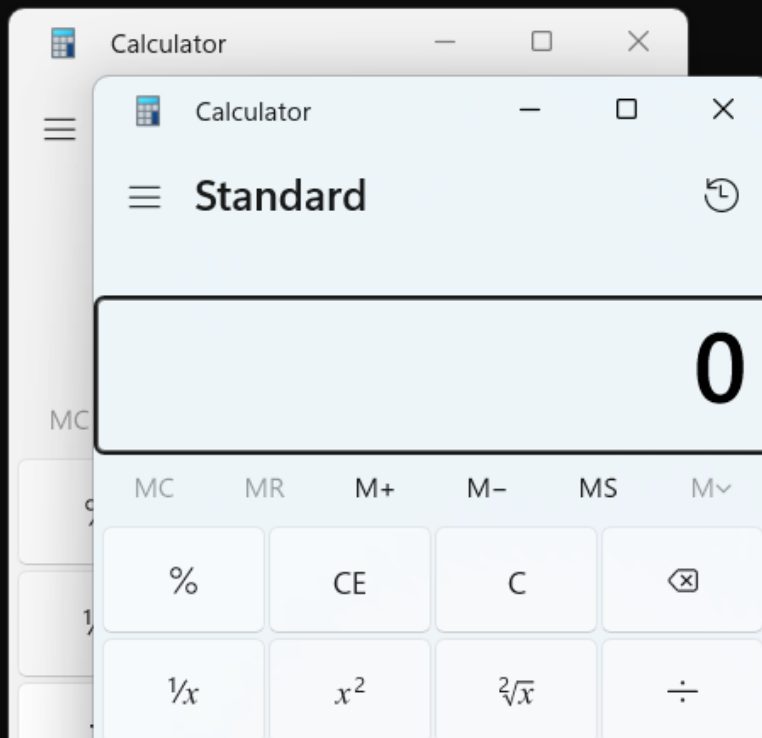 Calculator
Calculator
Standard
0
MC
MC MR M+ M− MS M
% CE C
¹/x x² ²√x ÷